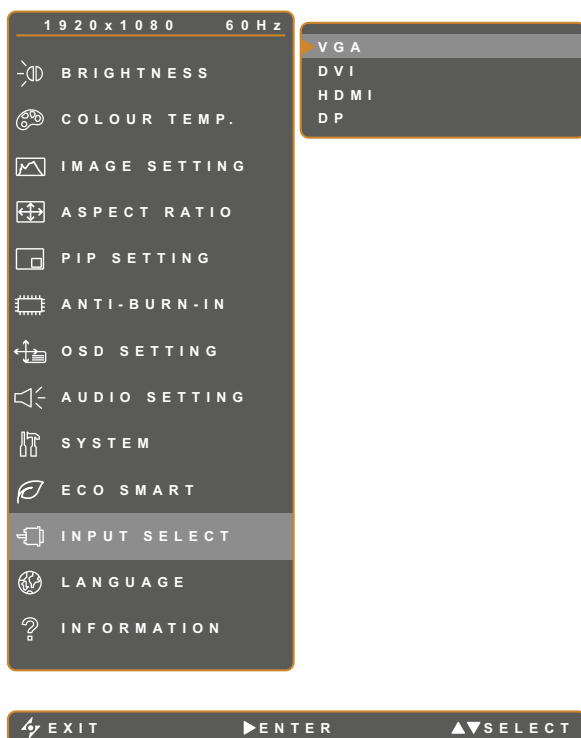 1920x1080 60Hz
BRIGHTNESS
COLOUR TEMP.
IMAGE SETTING
ASPECT RATIO
PIP SETTING
ANTI-BURN-IN
OSD SETTING
AUDIO SETTING
SYSTEM
ECO SMART
INPUT SELECT
LANGUAGE
INFORMATION
VGA
DVI
HDMI
DP
EXIT ▶ENTER ▲▼SELECT